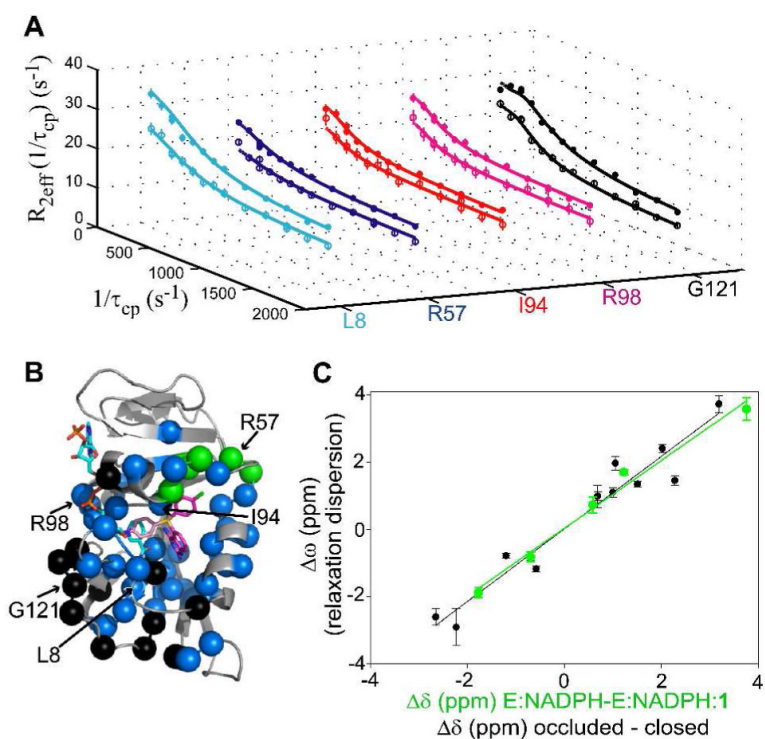 A
R2eff(1/τcp) (s-1)
40
30
20
10
0
0
500
1000
1500
2000
1/τcp (s-1)
L8
R57
I94
R98
G121
B
R57
R98
I94
G121
L8
C
Δω (ppm)
(relaxation dispersion)
4
2
0
-2
-4
-4
-2
0
2
4
Δδ (ppm) E:NADPH-E:NADPH:1
Δδ (ppm) occluded - closed